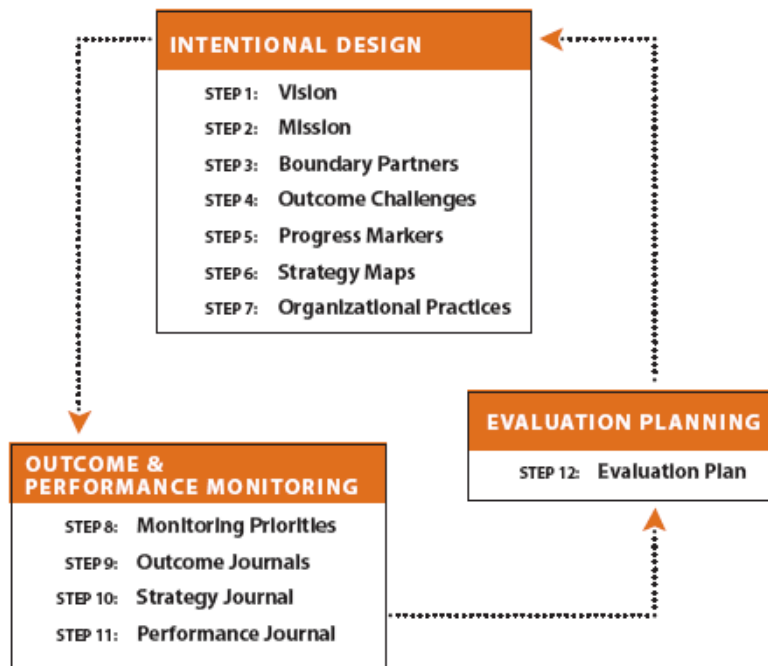 INTENTIONAL DESIGN
STEP 1: Vision
STEP 2: Mission
STEP 3: Boundary Partners
STEP 4: Outcome Challenges
STEP 5: Progress Markers
STEP 6: Strategy Maps
STEP 7: Organizational Practices
OUTCOME &
PERFORMANCE MONITORING
STEP 8: Monitoring Priorities
STEP 9: Outcome Journals
STEP 10: Strategy Journal
STEP 11: Performance Journal
EVALUATION PLANNING
STEP 12: Evaluation Plan